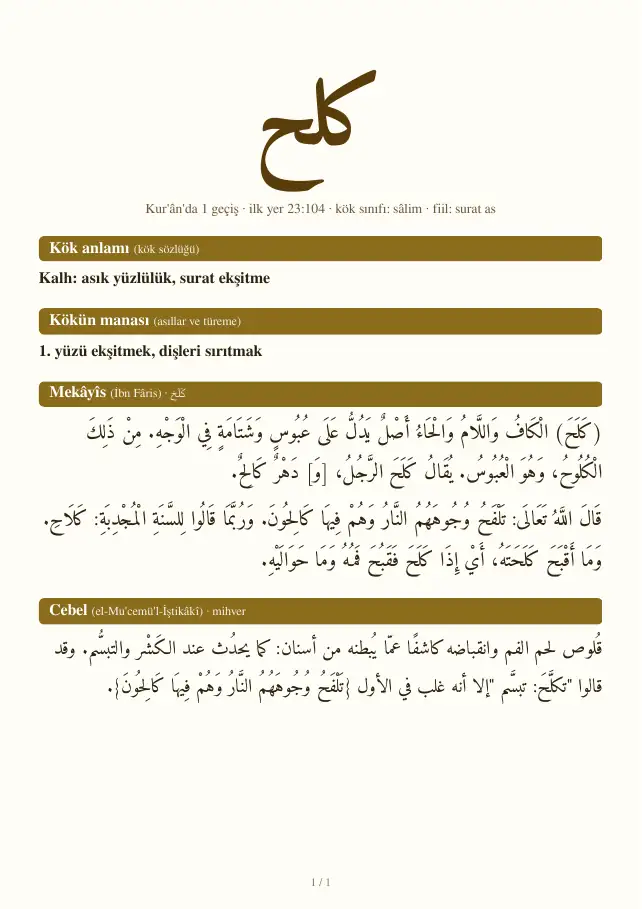 كلح
Kur'ân'da 1 geçiş · ilk yer 23:104 · kök sınıfı: sâlim · fiil: surat as
Kök anlamı (kök sözlüğü)
Kalh: asık yüzlülük, surat ekşitme
Kökün manası (asıllar ve türeme)
1. yüzü ekşitmek, dişleri sırıtmak
Mekâyîs (İbn Fâris) · كلح
(كَلَحَ) الْكَافُ وَاللَّامُ وَالْحَاءُ أَصْلٌ يَدُلُّ عَلَى عُبُوسٍ وَشَتَامَةٍ فِي الْوَجْهِ. مِنْ ذَلِكَ
الْكُلُوحُ، وَهُوَ الْعُبُوسُ. يُقَالُ كَلَحَ الرَّجُلُ، [وَ] دَهْرٌ كَالِحٌ.
قَالَ اللَّهُ تَعَالَى: تَلْفَحُ وُجُوهَهُمُ النَّارُ وَهُمْ فِيهَا كَالِحُونَ. وَرُبَّمَا قَالُوا لِلسَّنَةِ الْمُجْدِبَةِ: كَلَاحِ.
وَمَا أَقْبَحَ كَلَحَتَهُ، أَيْ إِذَا كَلَحَ فَقَبُحَ فَمُهُ وَمَا حَوَالَيْهِ.
Cebel (el-Mu'cemü'l-İştikâkî) · mihver
قُلوص لحم الفم وانقباضه كاشفًا عمّا يُبطنه من أسنان: كما يحدُث عند الكَشْر والتبسُّم. وقد
قالوا "تكلَّحَ: تبسَّم "إلا أنه غلب في الأول {تَلْفَحُ وُجُوهَهُمُ النَّارُ وَهُمْ فِيهَا كَالِحُونَ}.
1 / 1